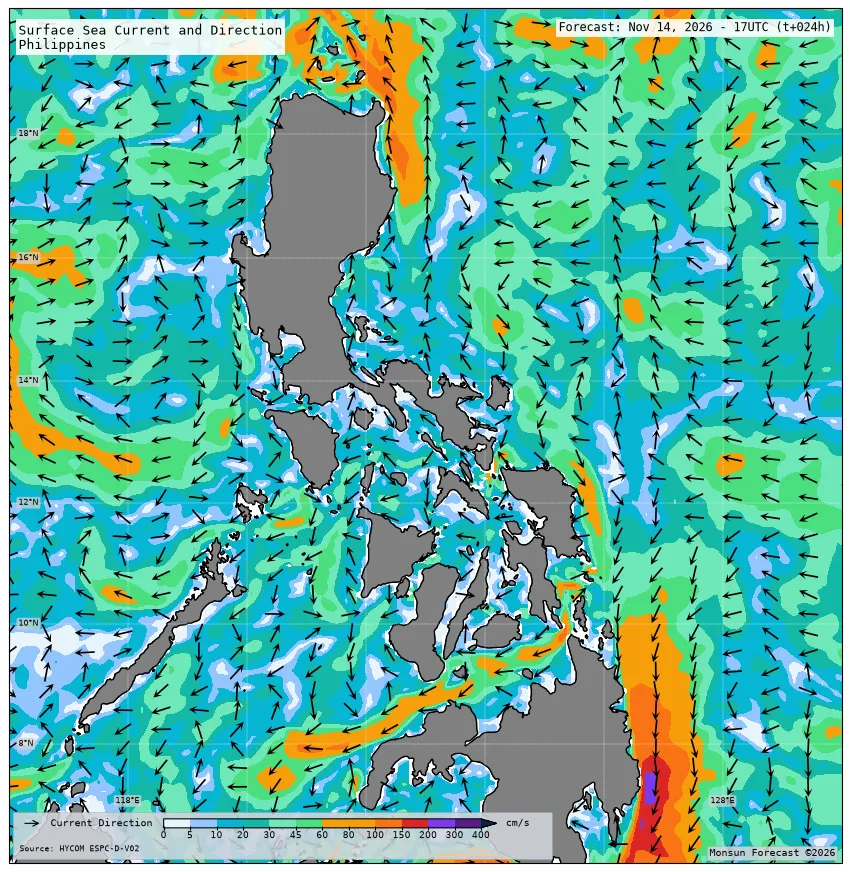 Surface Sea Current and Direction
Philippines
Forecast: Nov 14, 2026 - 17UTC (t+024h)
18°N
16°N
14°N
12°N
10°N
8°N
118°E
128°E
Current Direction
0 5 10 20 30 45 60 80 100 150 200 300 400
cm/s
Source: HYCOM ESPC-D-V02
Monsun Forecast ©2026